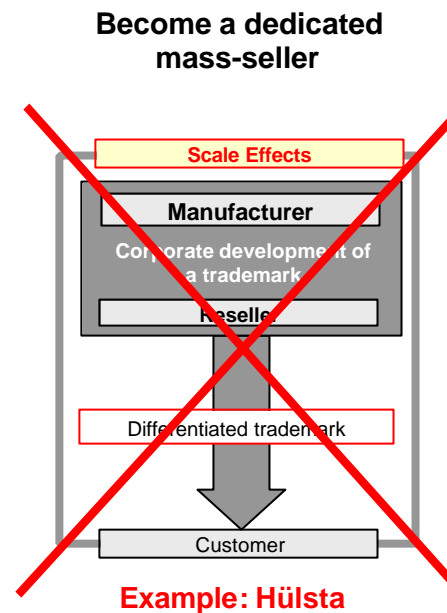 Become a dedicated
mass-seller
Scale Effects
Manufacturer
Corporate development of
a trademark
Reseller
Differentiated trademark
Customer
Example: Hülsta